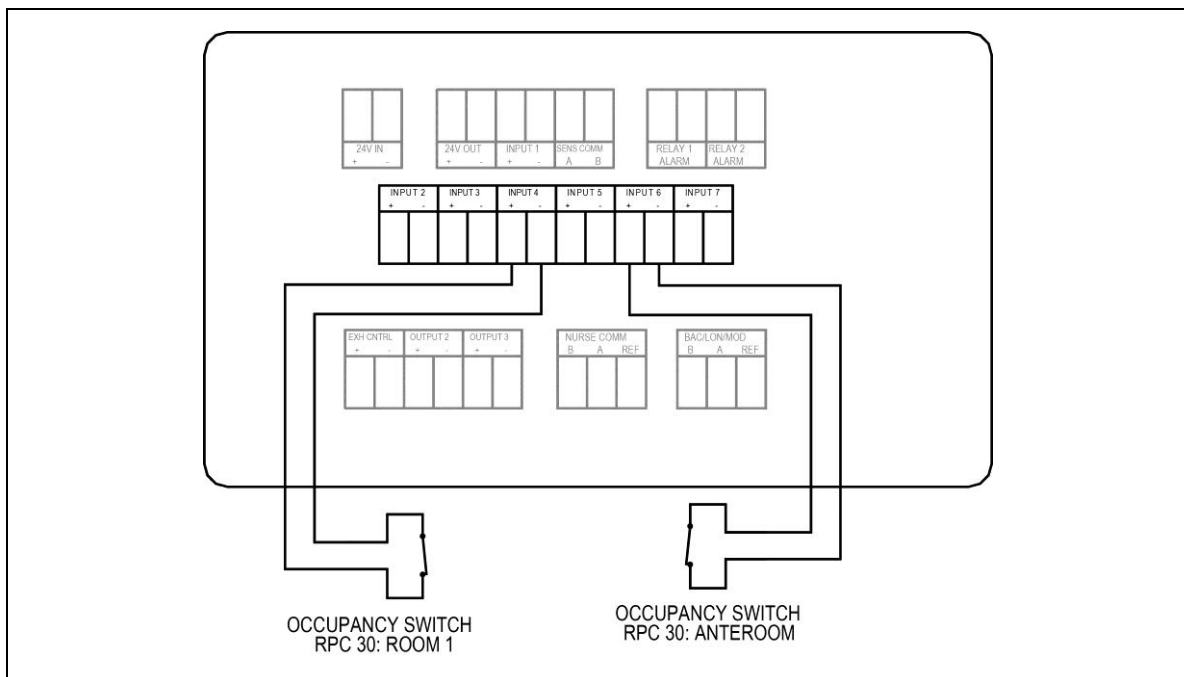 24V IN
+ -
24V OUT INPUT 1 SENS COMM
+ - + - A B
RELAY 1 RELAY 2
ALARM ALARM
INPUT 2 INPUT 3 INPUT 4 INPUT 5 INPUT 6 INPUT 7
+ - + - + - + - + - + -
EXH CNTRL OUTPUT 2 OUTPUT 3
+ - + - + -
NURSE COMM
B A REF
BAC/LON/MOD
B A REF
OCCUPANCY SWITCH
RPC 30: ROOM 1
OCCUPANCY SWITCH
RPC 30: ANTEROOM